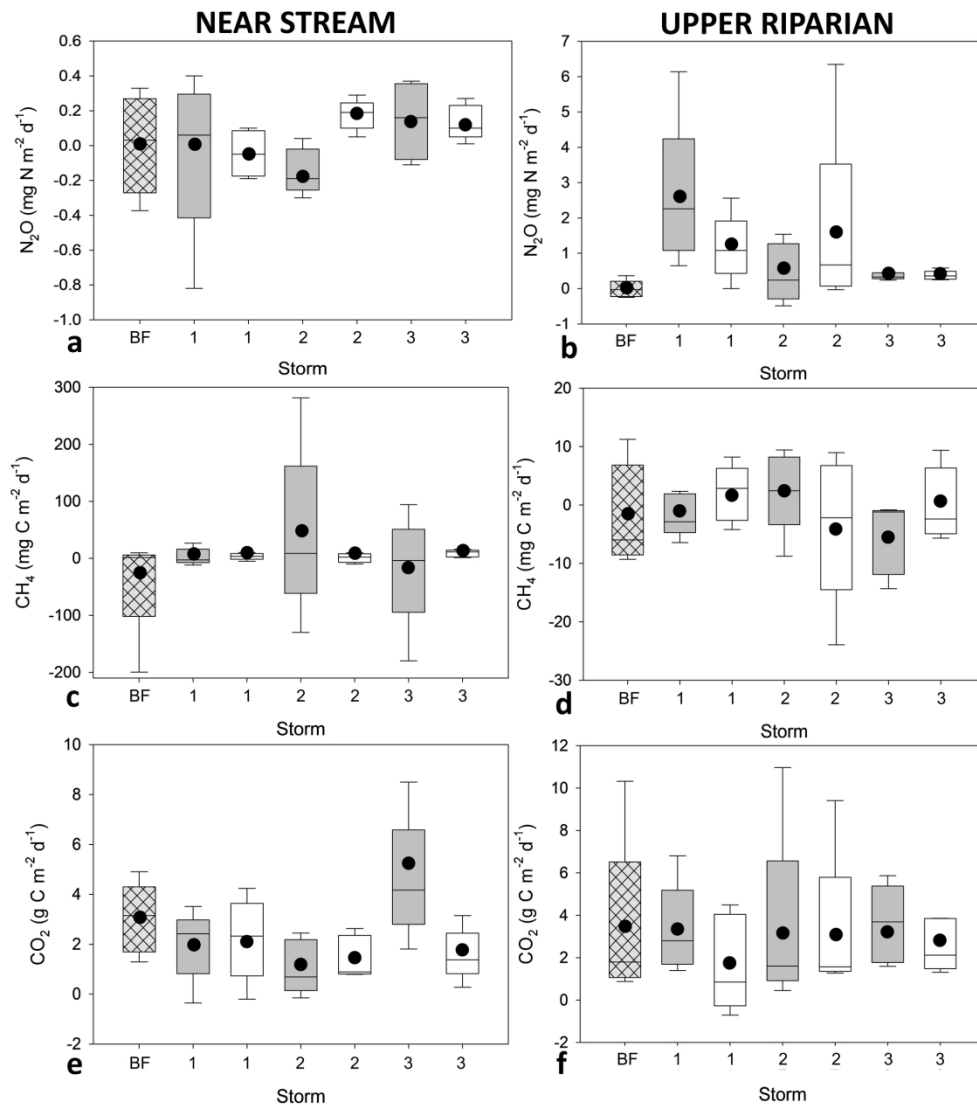 NEAR STREAM
UPPER RIPARIAN
N₂O (mg N m⁻² d⁻¹)
0.6
0.4
0.2
0.0
-0.2
-0.4
-0.6
-0.8
-1.0
BF 1 1 2 2 3 3
a
Storm
N₂O (mg N m⁻² d⁻¹)
7
6
5
4
3
2
1
0
-1
BF 1 1 2 2 3 3
b
Storm
CH₄ (mg C m⁻² d⁻¹)
300
200
100
0
-100
-200
BF 1 1 2 2 3 3
c
Storm
CH₄ (mg C m⁻² d⁻¹)
20
10
0
-10
-20
-30
BF 1 1 2 2 3 3
d
Storm
CO₂ (g C m⁻² d⁻¹)
10
8
6
4
2
0
-2
BF 1 1 2 2 3 3
e
Storm
CO₂ (g C m⁻² d⁻¹)
12
10
8
6
4
2
0
-2
BF 1 1 2 2 3 3
f
Storm